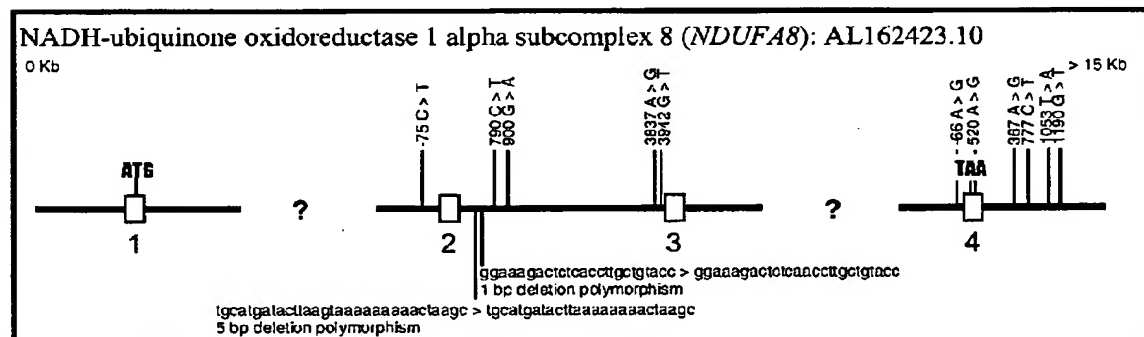 NADH-ubiquinone oxidoreductase 1 alpha subcomplex 8 (NDUFA8): AL162423.10
0 Kb
> 15 Kb
-75 C > T
790 C > T
900 G > A
3837 A > G
3942 G > T
-66 A > G
-520 A > G
367 A > G
777 C > T
1053 T > A
1190 G > T
ATG
TAA
?
?
1
2
3
4
ggaaagactctcaccttgctgtacc > ggaaagactctcaaccttgctgtacc
1 bp deletion polymorphism
tgcatgatacttaagtaaaaaaaaaactaagc > tgcatgatacttaaaaaaaaactaagc
5 bp deletion polymorphism